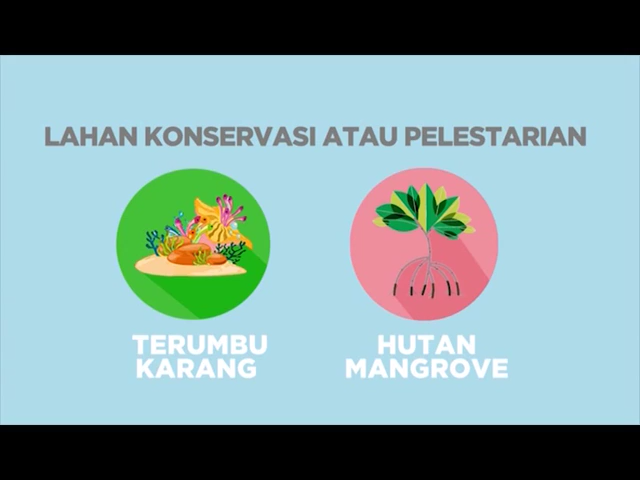 LAHAN KONSERVASI ATAU PELESTARIAN
TERUMBU
KARANG
HUTAN
MANGROVE